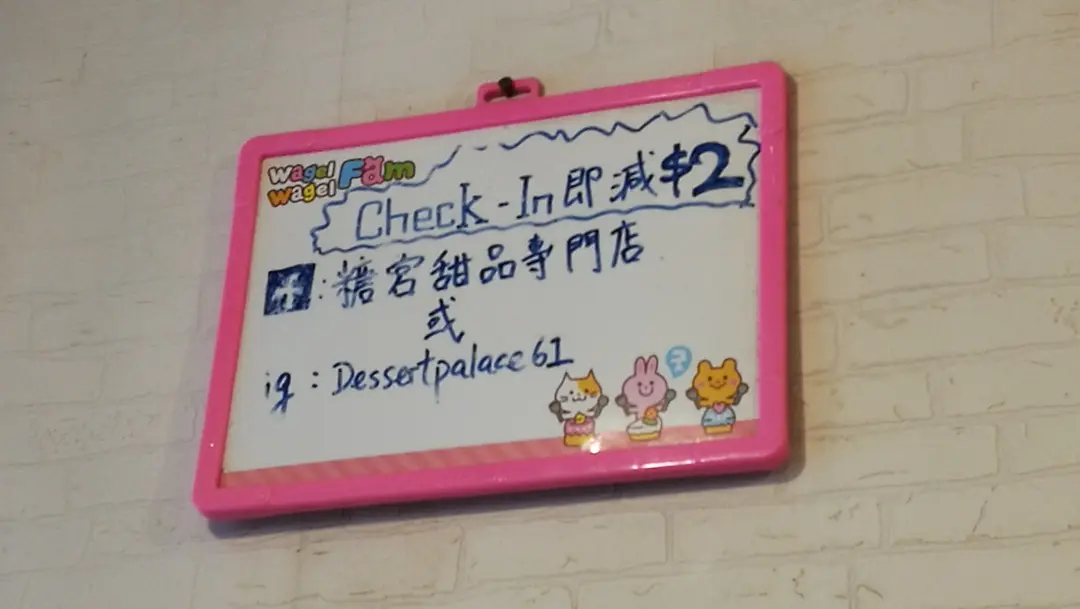 wagel wagel Fam
Check-In即減$2
f:糖宮甜品專門店
或
ig:Dessertpalace61